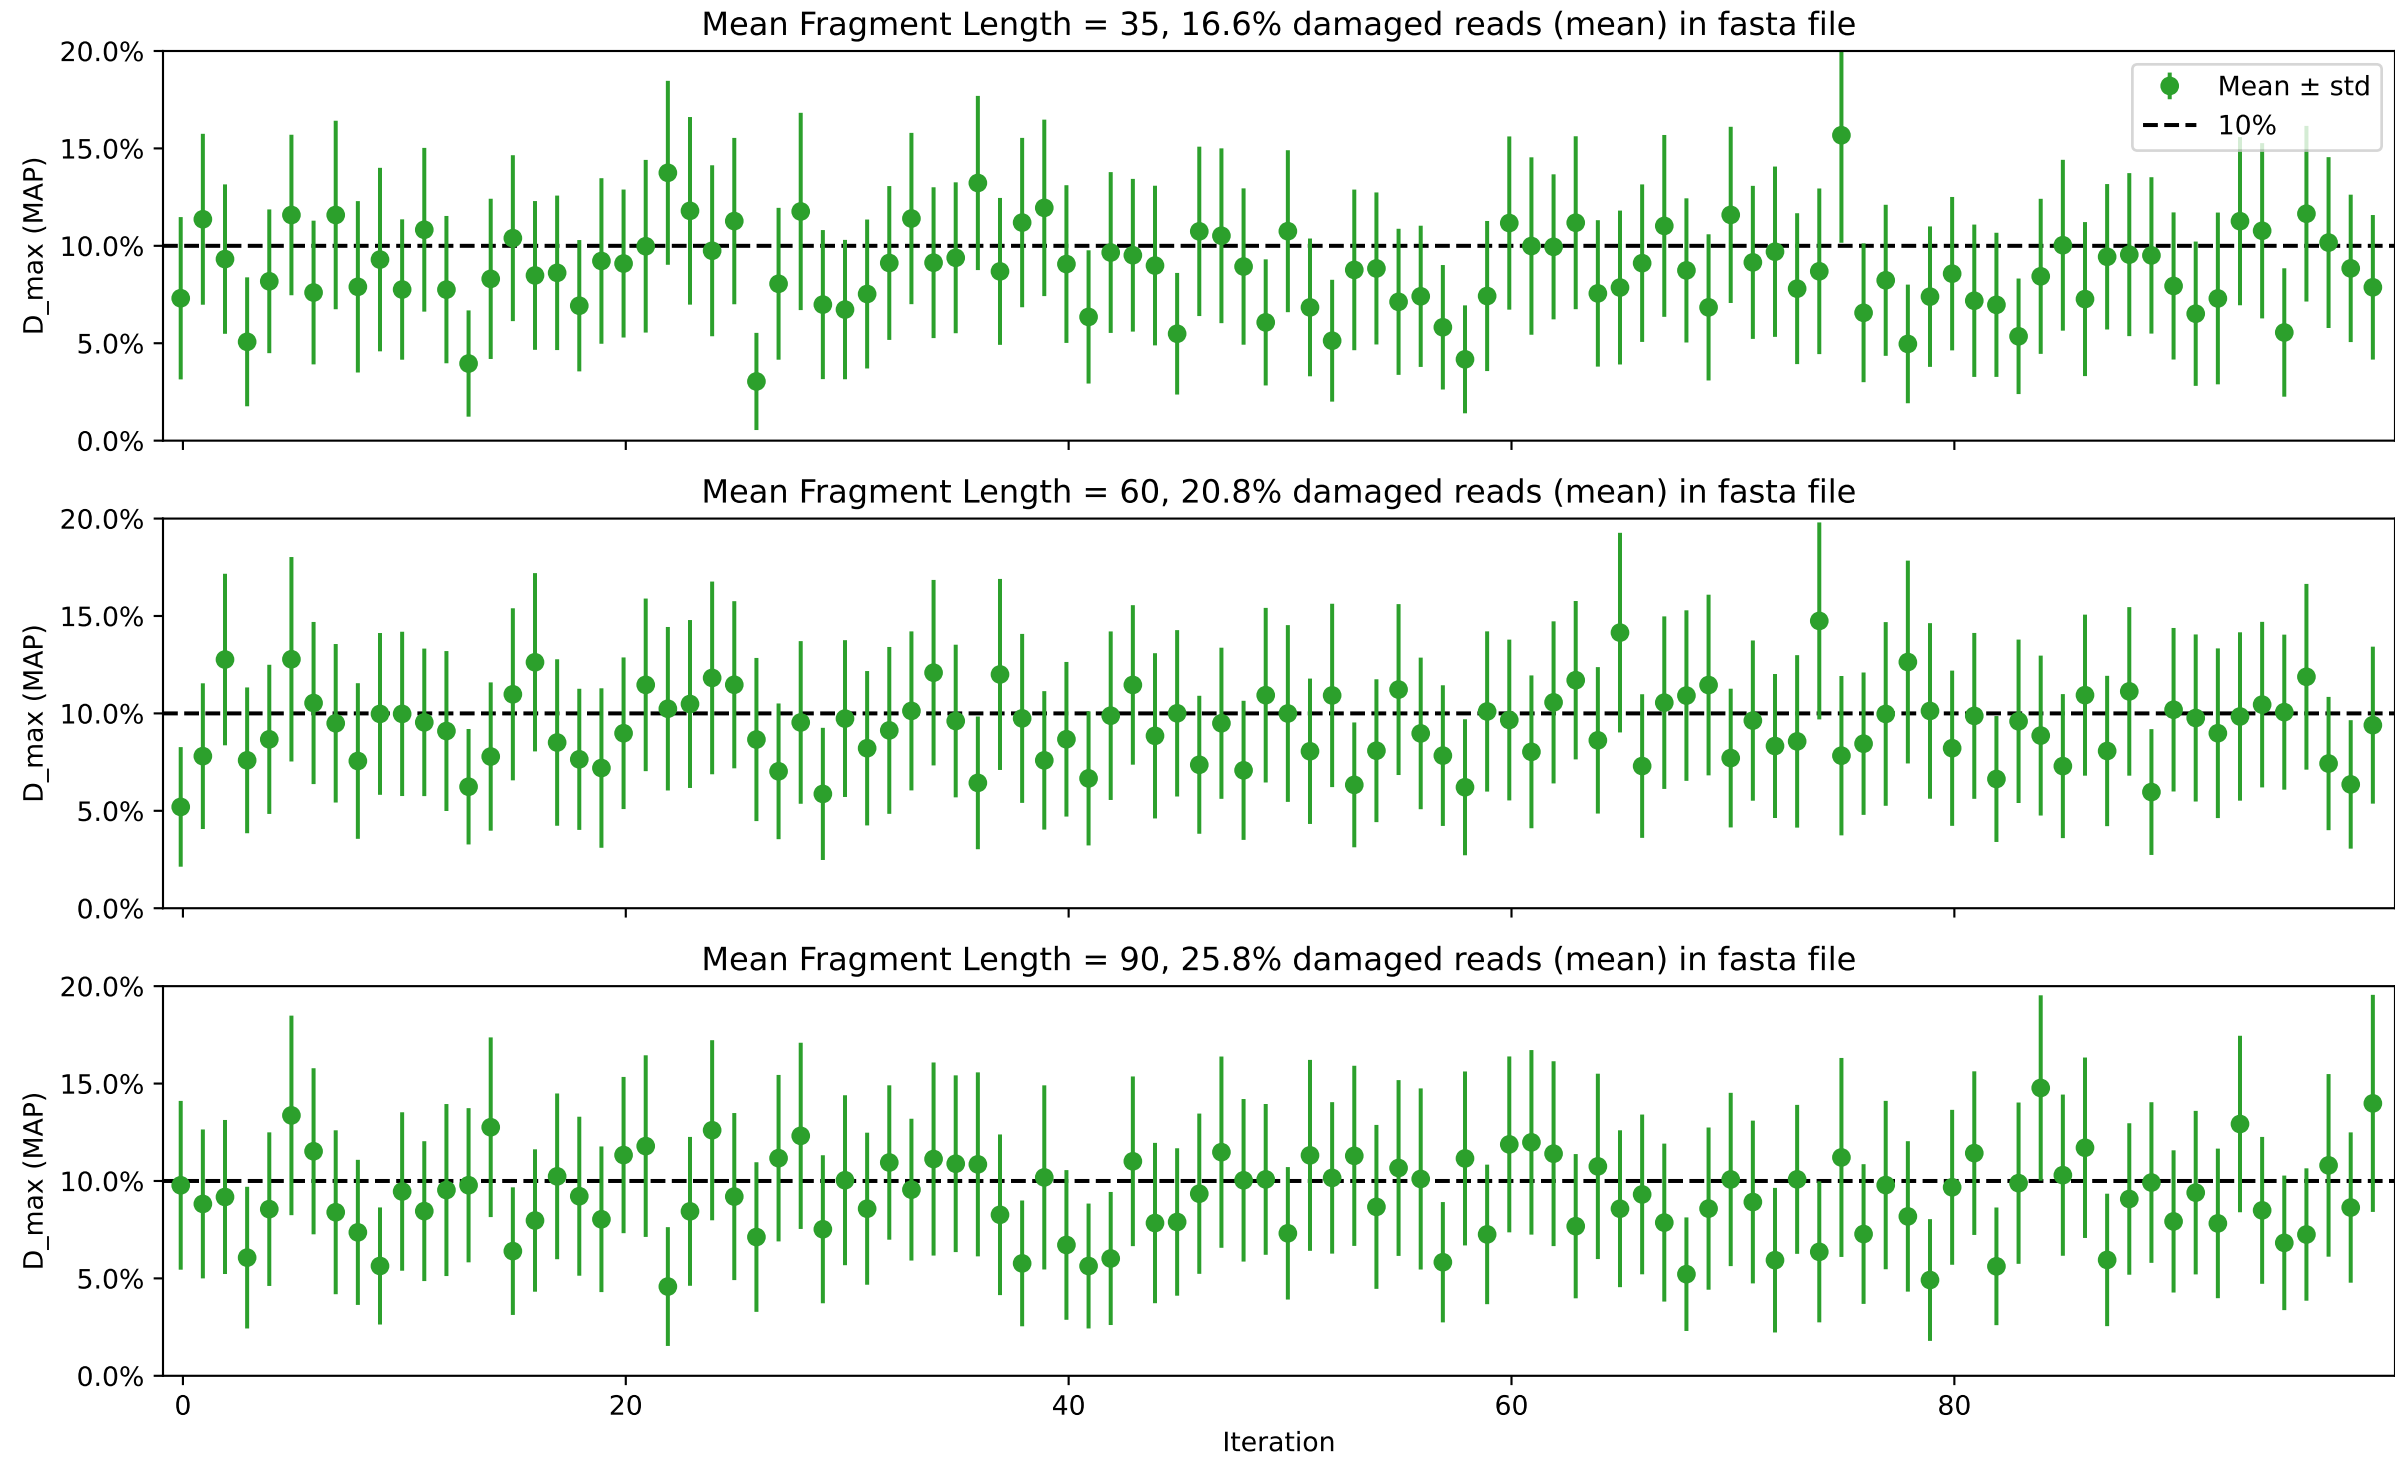 Mean Fragment Length = 35, 16.6% damaged reads (mean) in fasta file
20.0%
15.0%
10.0%
5.0%
0.0%
D_max (MAP)
Mean ± std
10%
Mean Fragment Length = 60, 20.8% damaged reads (mean) in fasta file
20.0%
15.0%
10.0%
5.0%
0.0%
D_max (MAP)
Mean Fragment Length = 90, 25.8% damaged reads (mean) in fasta file
20.0%
15.0%
10.0%
5.0%
0.0%
D_max (MAP)
0 20 40 60 80
Iteration